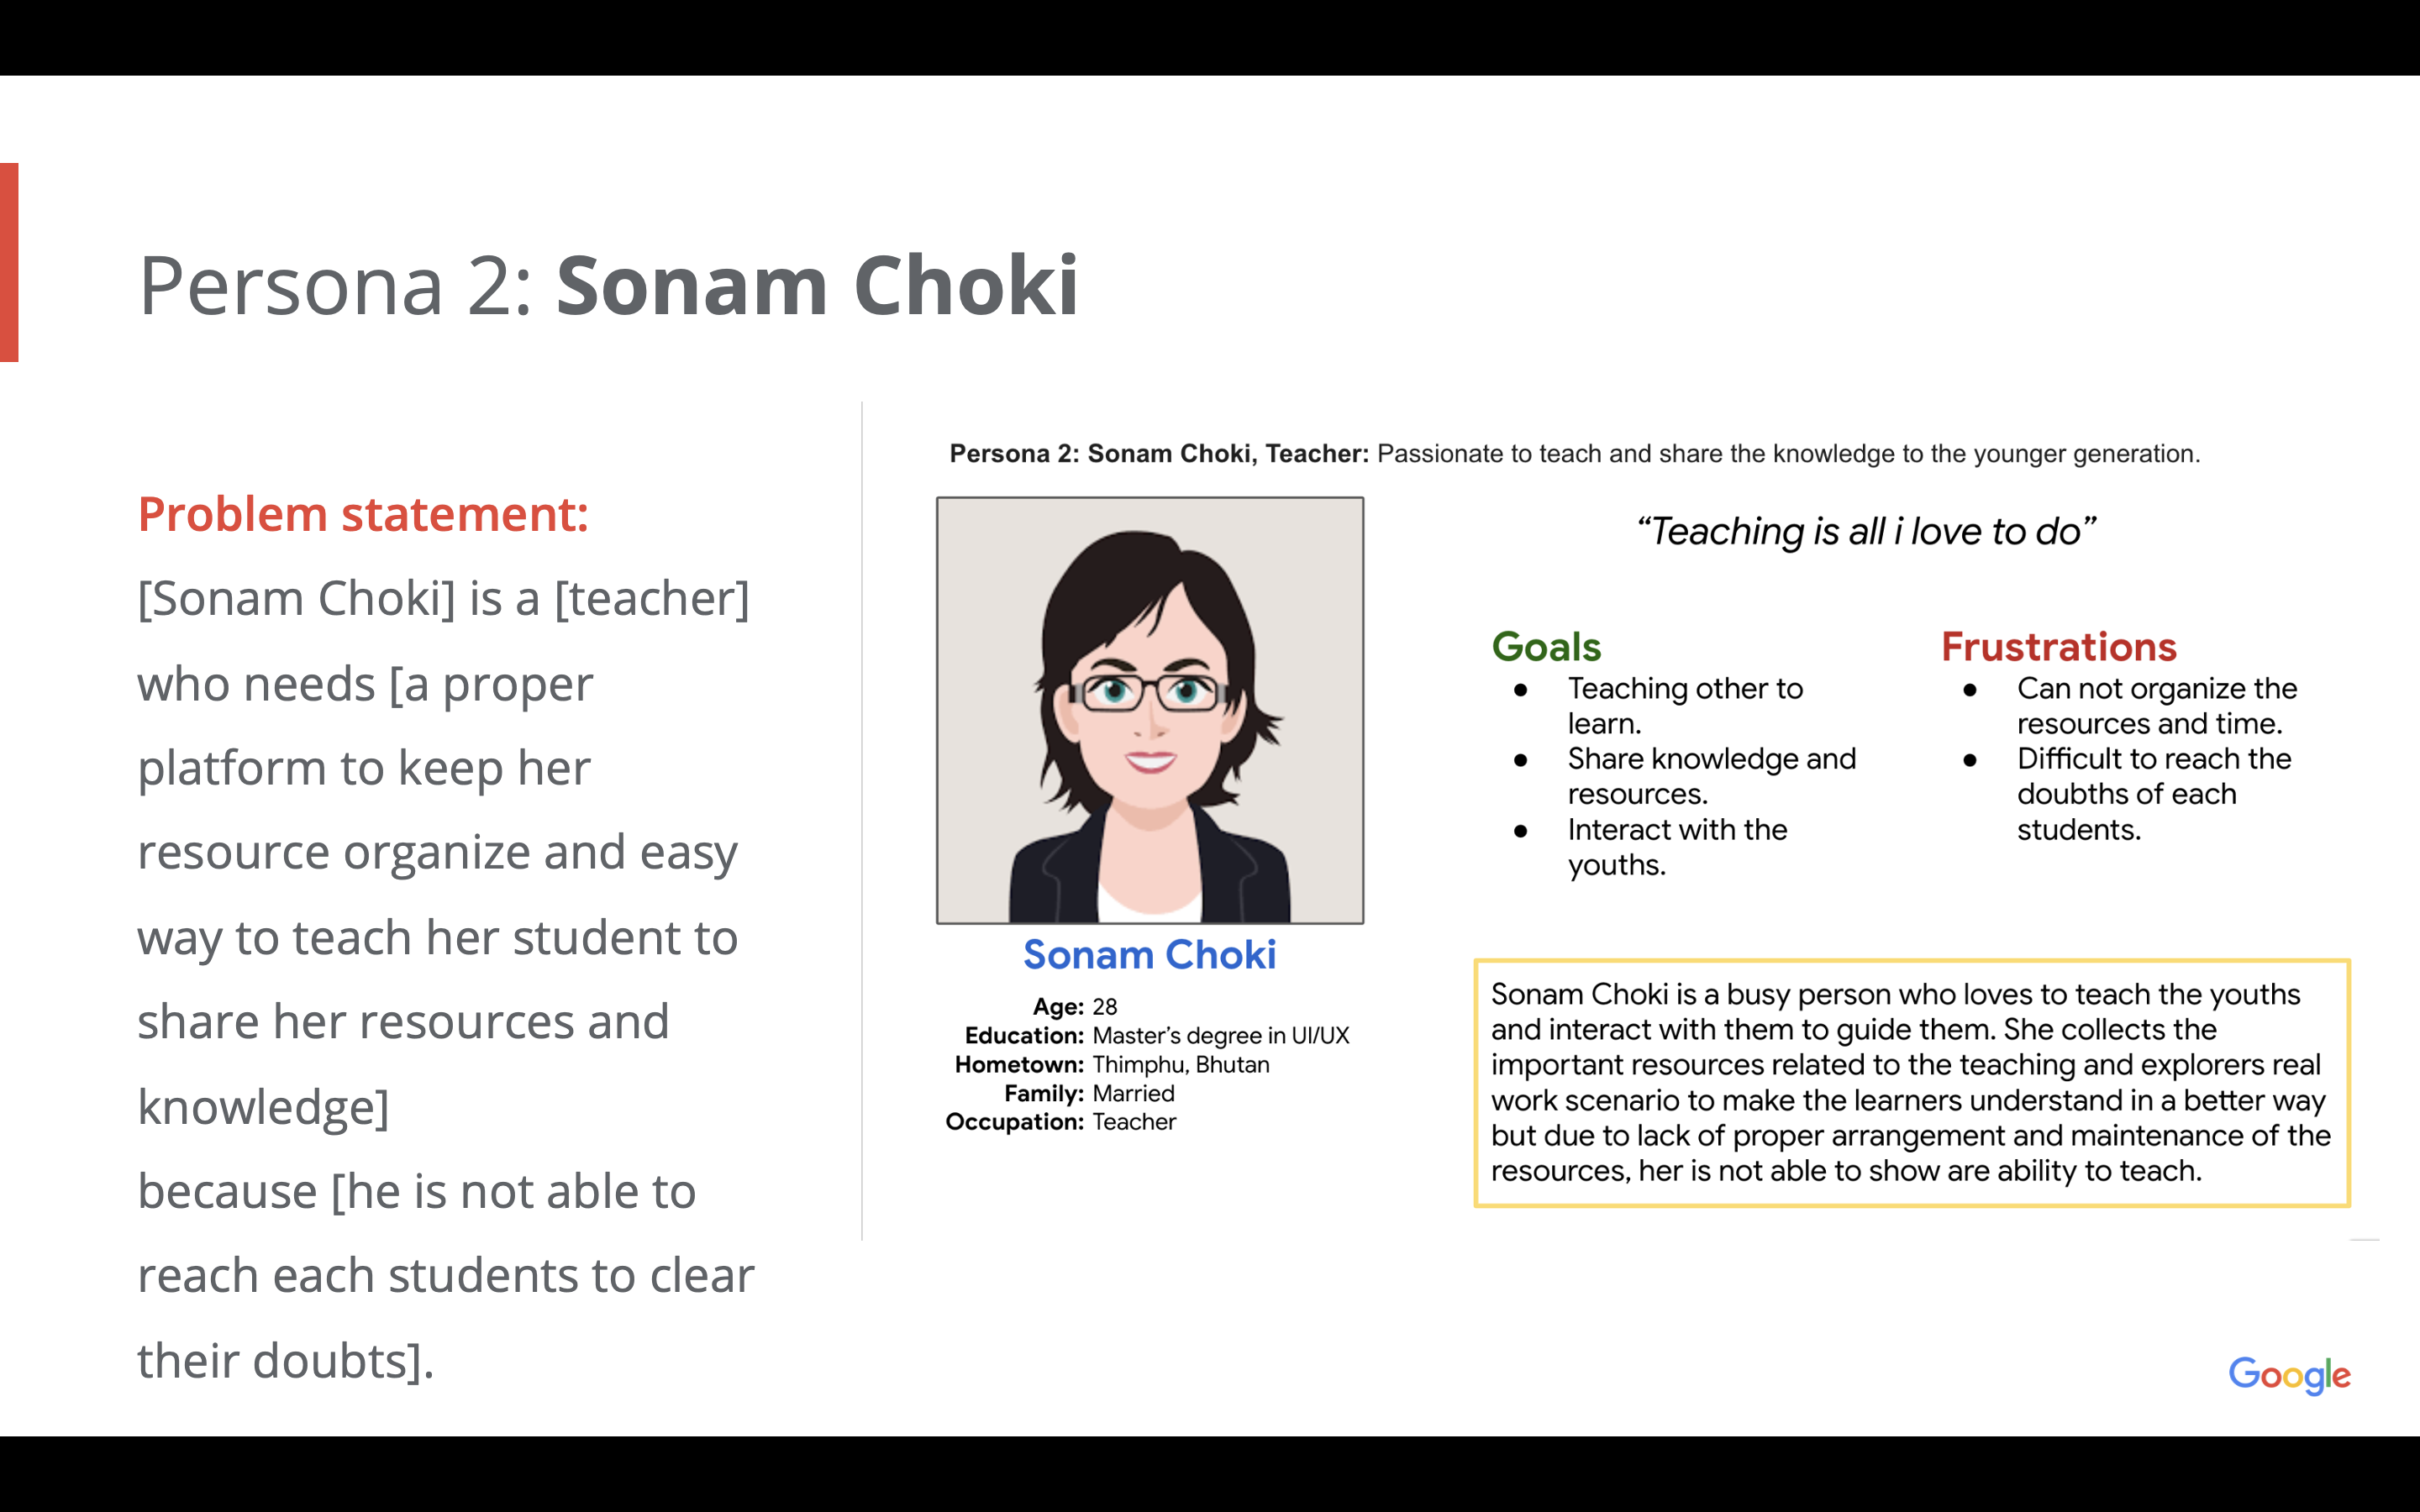 Persona 2: Sonam Choki
Problem statement:
[Sonam Choki] is a [teacher]
who needs [a proper
platform to keep her
resource organize and easy
way to teach her student to
share her resources and
knowledge]
because [he is not able to
reach each students to clear
their doubts].
Persona 2: Sonam Choki, Teacher: Passionate to teach and share the knowledge to the younger generation.
Sonam Choki
Age: 28
Education: Master’s degree in UI/UX
Hometown: Thimphu, Bhutan
Family: Married
Occupation: Teacher
“Teaching is all i love to do”
Goals
● Teaching other to
learn.
● Share knowledge and
resources.
● Interact with the
youths.
Frustrations
● Can not organize the
resources and time.
● Difficult to reach the
doubths of each
students.
Sonam Choki is a busy person who loves to teach the youths
and interact with them to guide them. She collects the
important resources related to the teaching and explorers real
work scenario to make the learners understand in a better way
but due to lack of proper arrangement and maintenance of the
resources, her is not able to show are ability to teach.
Google